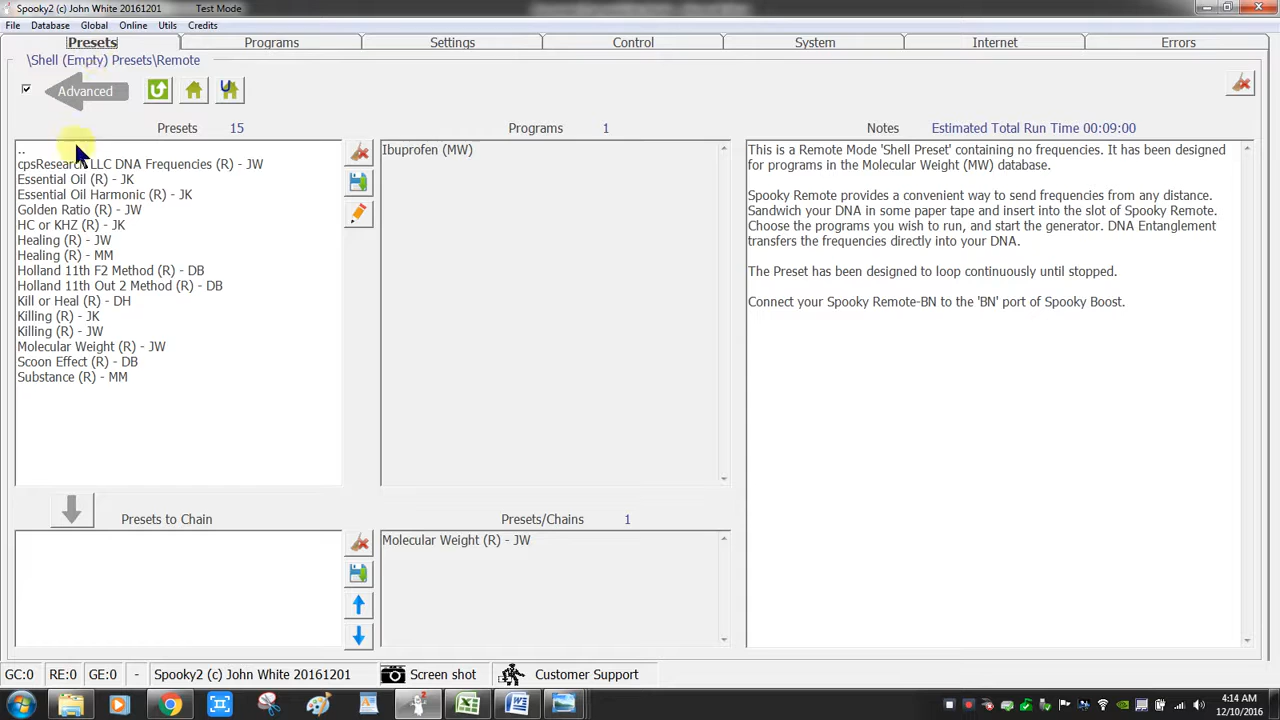 Spooky2 (c) John White 20161201 Test Mode
File Database Global Online Utils Credits
Presets Programs Settings Control System Internet Errors
\Shell (Empty) Presets\Remote
Advanced
Presets 15
..
cpsResearch LLC DNA Frequencies (R) - JW
Essential Oil (R) - JK
Essential Oil Harmonic (R) - JK
Golden Ratio (R) - JW
HC or KHZ (R) - JK
Healing (R) - JW
Healing (R) - MM
Holland 11th F2 Method (R) - DB
Holland 11th Out 2 Method (R) - DB
Kill or Heal (R) - DH
Killing (R) - JK
Killing (R) - JW
Molecular Weight (R) - JW
Scoon Effect (R) - DB
Substance (R) - MM
Programs 1
Ibuprofen (MW)
Notes Estimated Total Run Time 00:09:00
This is a Remote Mode 'Shell Preset' containing no frequencies. It has been designed
for programs in the Molecular Weight (MW) database.
Spooky Remote provides a convenient way to send frequencies from any distance.
Sandwich your DNA in some paper tape and insert into the slot of Spooky Remote.
Choose the programs you wish to run, and start the generator. DNA Entanglement
transfers the frequencies directly into your DNA.
The Preset has been designed to loop continuously until stopped.
Connect your Spooky Remote-BN to the 'BN' port of Spooky Boost.
Presets to Chain
Presets/Chains 1
Molecular Weight (R) - JW
GC:0 RE:0 GE:0 - Spooky2 (c) John White 20161201 Screen shot Customer Support
4:14 AM
12/10/2016